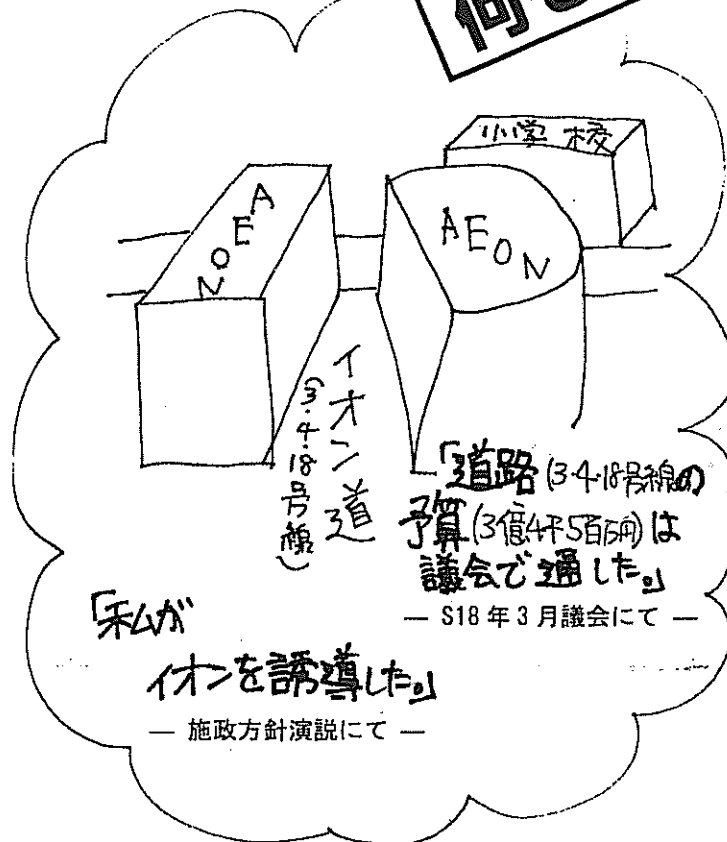 小学校
AEON
AEON
イオン道
(3・4・18号線)
「道路(3・4・18号線の
予算(3億4千5百万円)は
議会で通した。」
― S18年3月議会にて ―
「私が
イオンを誘導した。」
― 施政方針演説にて ―